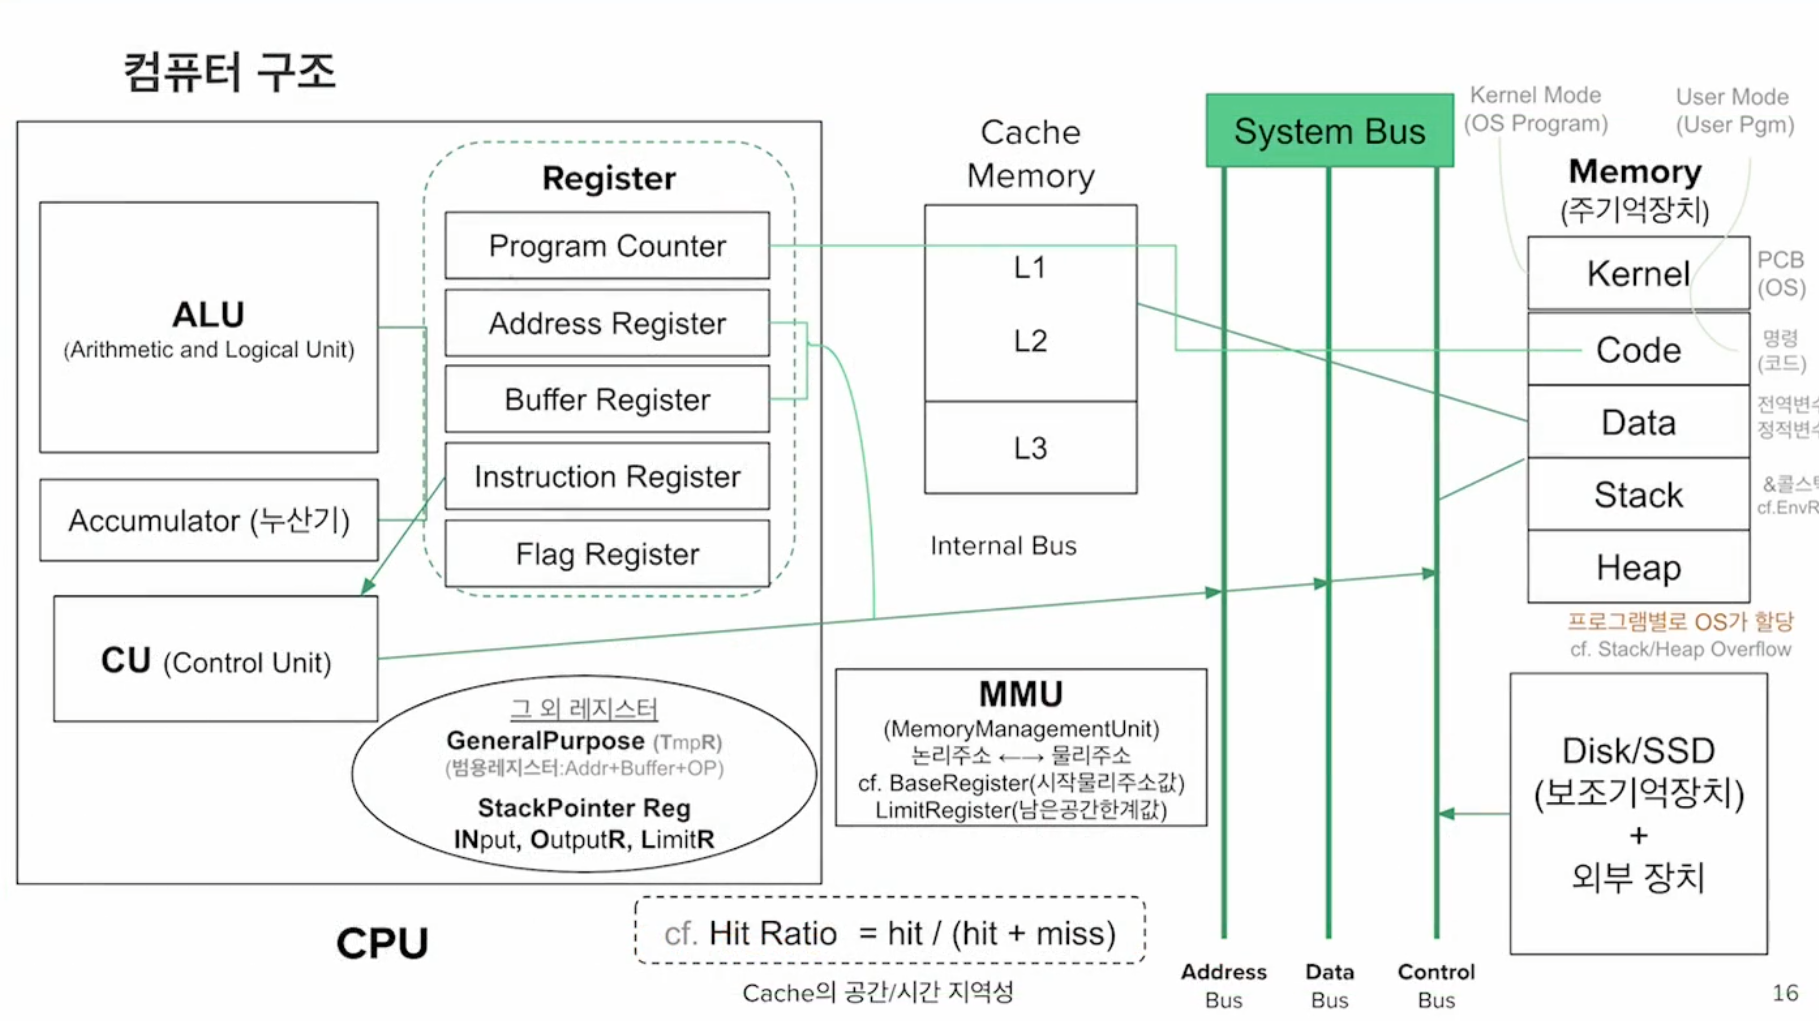 컴퓨터 구조
Register
Program Counter
Address Register
Buffer Register
Instruction Register
Flag Register
ALU
(Arithmetic and Logical Unit)
Accumulator (누산기)
CU (Control Unit)
그 외 레지스터
GeneralPurpose (TmpR)
(범용레지스터:Addr+Buffer+OP)
StackPointer Reg
INput, OutputR, LimitR
CPU
Cache
Memory
L1
L2
L3
Internal Bus
MMU
(MemoryManagementUnit)
논리주소 ←→ 물리주소
cf. BaseRegister(시작물리주소값)
LimitRegister(남은공간한계값)
cf. Hit Ratio = hit / (hit + miss)
Cache의 공간/시간 지역성
System Bus
Address
Bus
Data
Bus
Control
Bus
Kernel Mode
(OS Program)
User Mode
(User Pgm)
Memory
(주기억장치)
Kernel
PCB
(OS)
Code
명령
(코드)
Data
전역변
정적변
Stack
&콜스
cf.EnvR
Heap
프로그램별로 OS가 할당
cf. Stack/Heap Overflow
Disk/SSD
(보조기억장치)
+
외부 장치
16